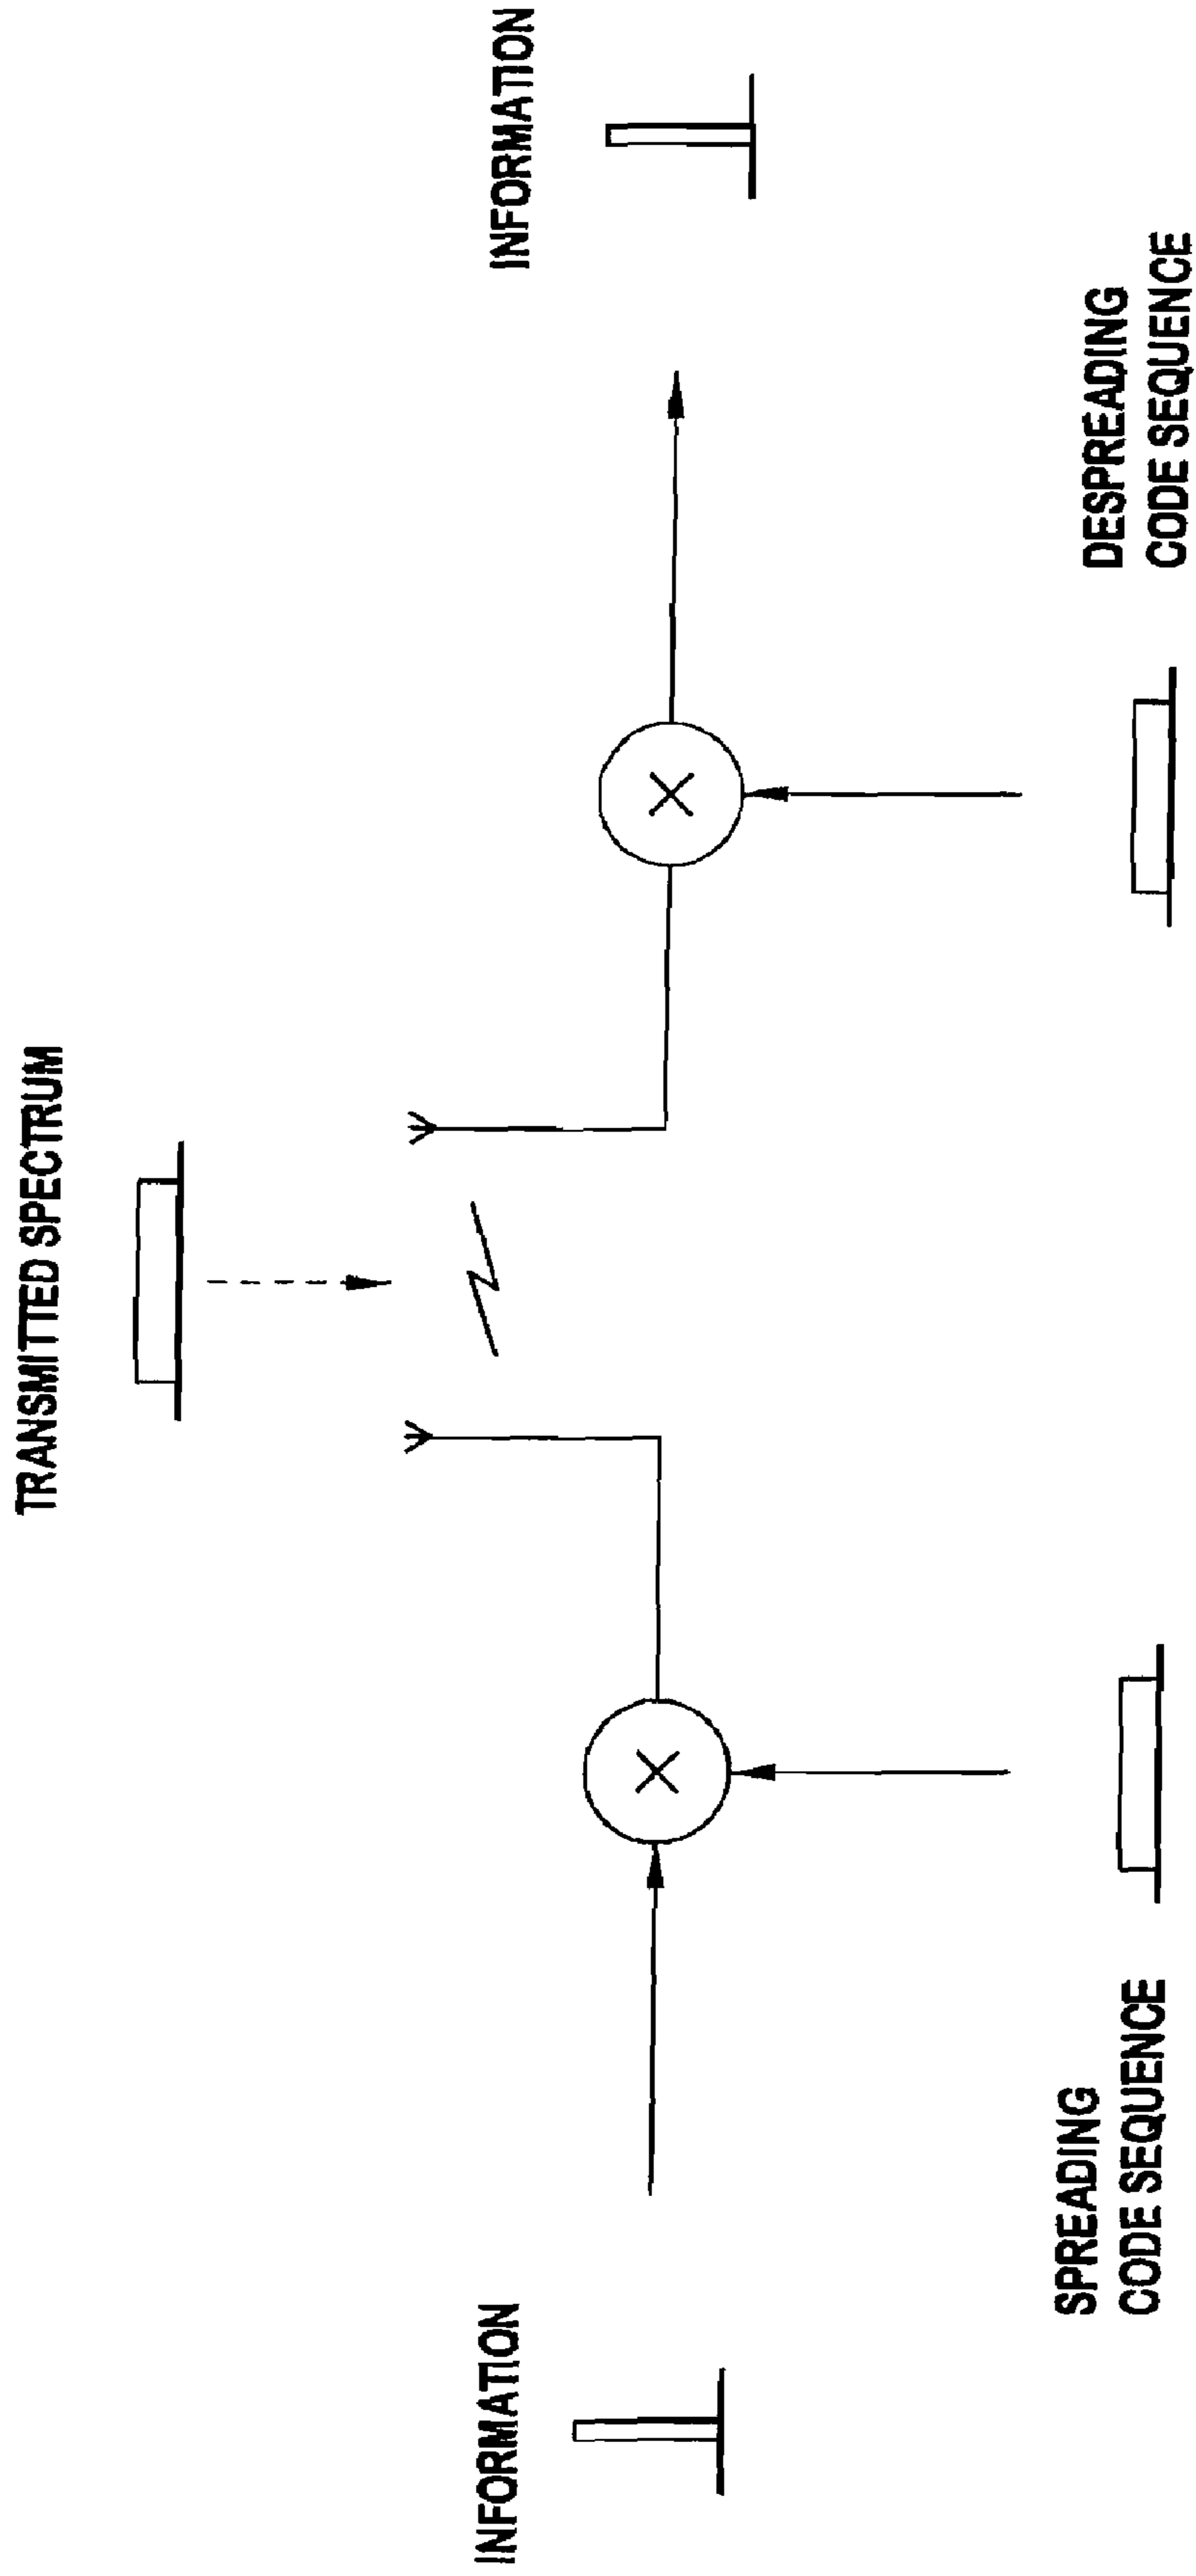 TRANSMITTED SPECTRUM
INFORMATION
INFORMATION
SPREADING
CODE SEQUENCE
DESPREADING
CODE SEQUENCE